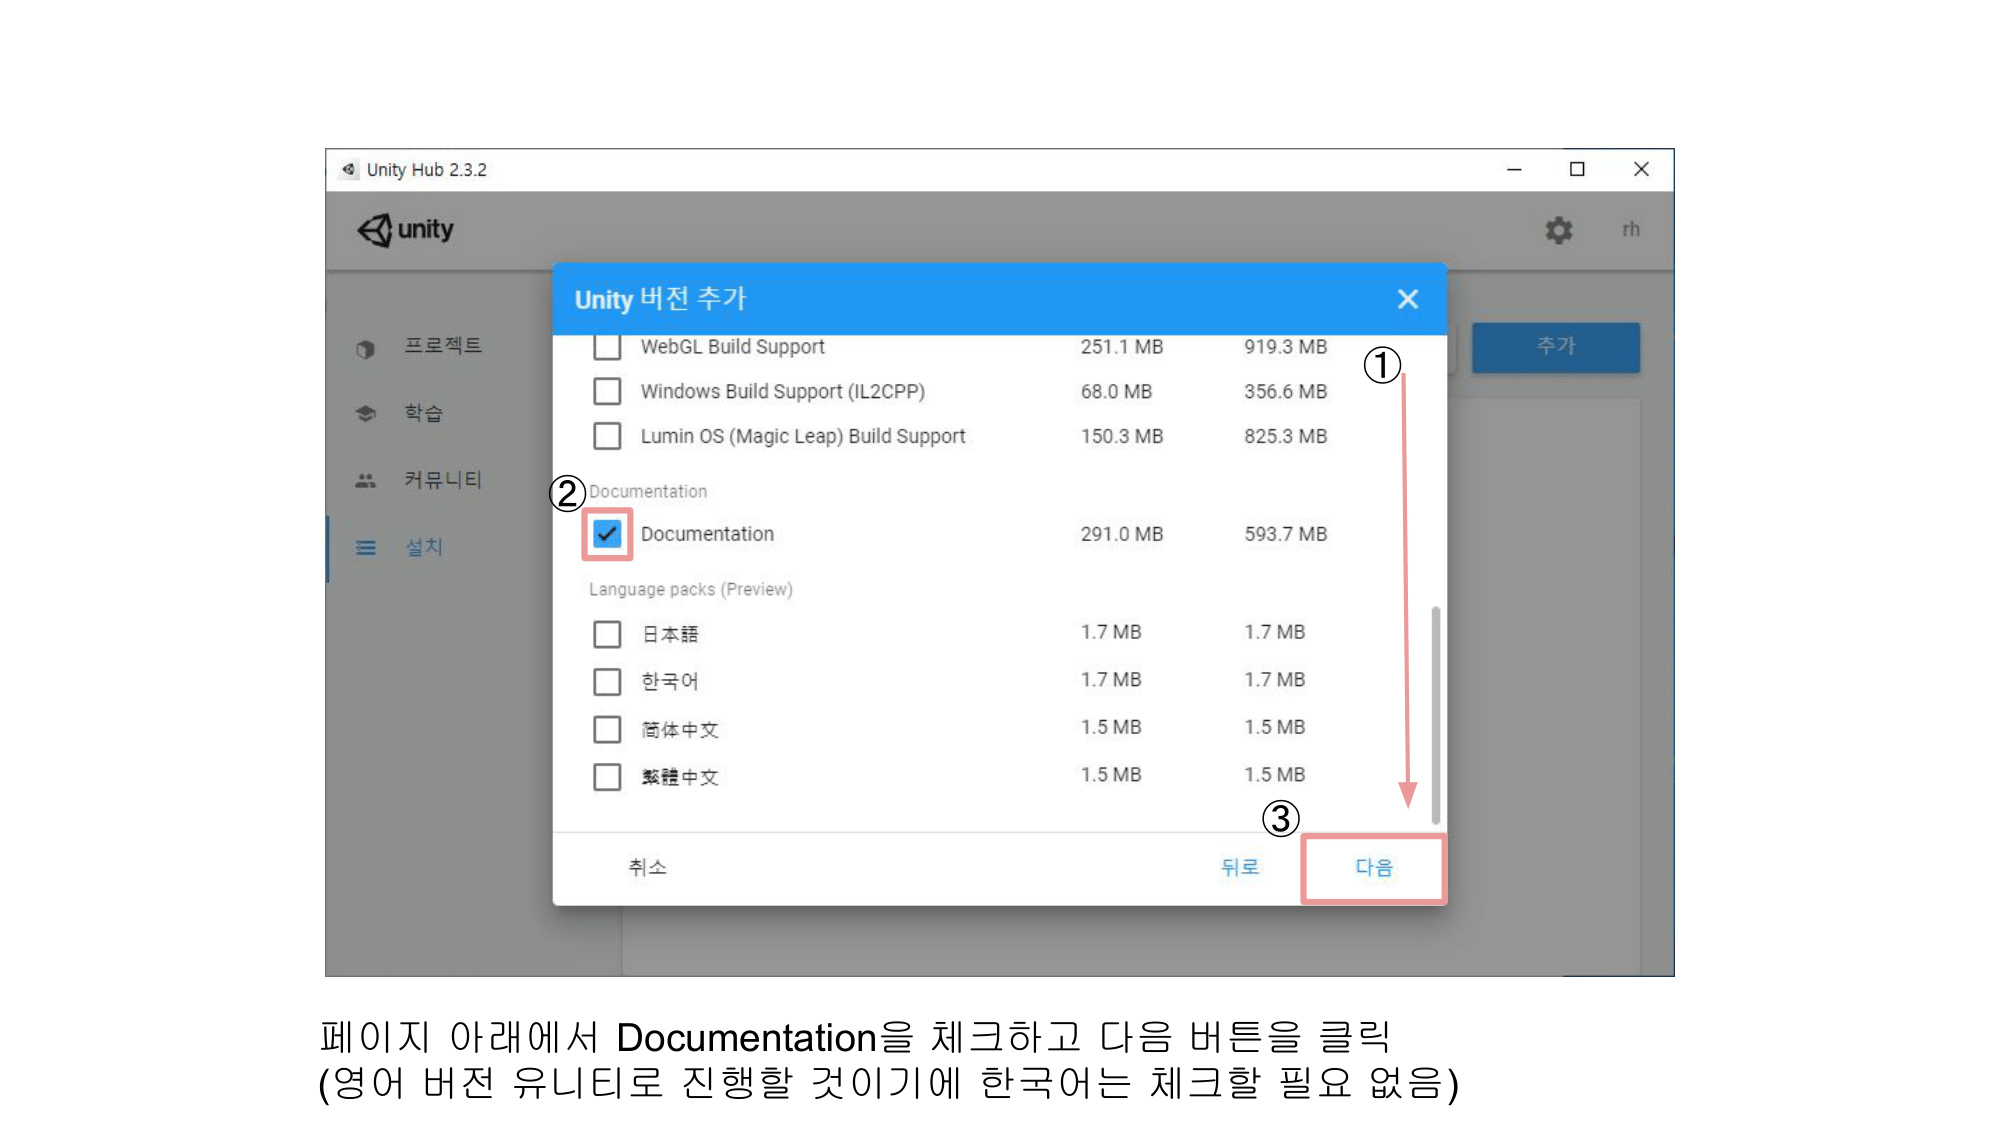 Unity Hub 2.3.2
unity
rh
프로젝트
학습
커뮤니티
설치
추가
Unity 버전 추가
WebGL Build Support 251.1 MB 919.3 MB
①
Windows Build Support (IL2CPP) 68.0 MB 356.6 MB
Lumin OS (Magic Leap) Build Support 150.3 MB 825.3 MB
② Documentation
Documentation 291.0 MB 593.7 MB
Language packs (Preview)
日本語 1.7 MB 1.7 MB
한국어 1.7 MB 1.7 MB
简体中文 1.5 MB 1.5 MB
繁體中文 1.5 MB 1.5 MB
③
취소 뒤로 다음
페이지 아래에서 Documentation을 체크하고 다음 버튼을 클릭
(영어 버전 유니티로 진행할 것이기에 한국어는 체크할 필요 없음)